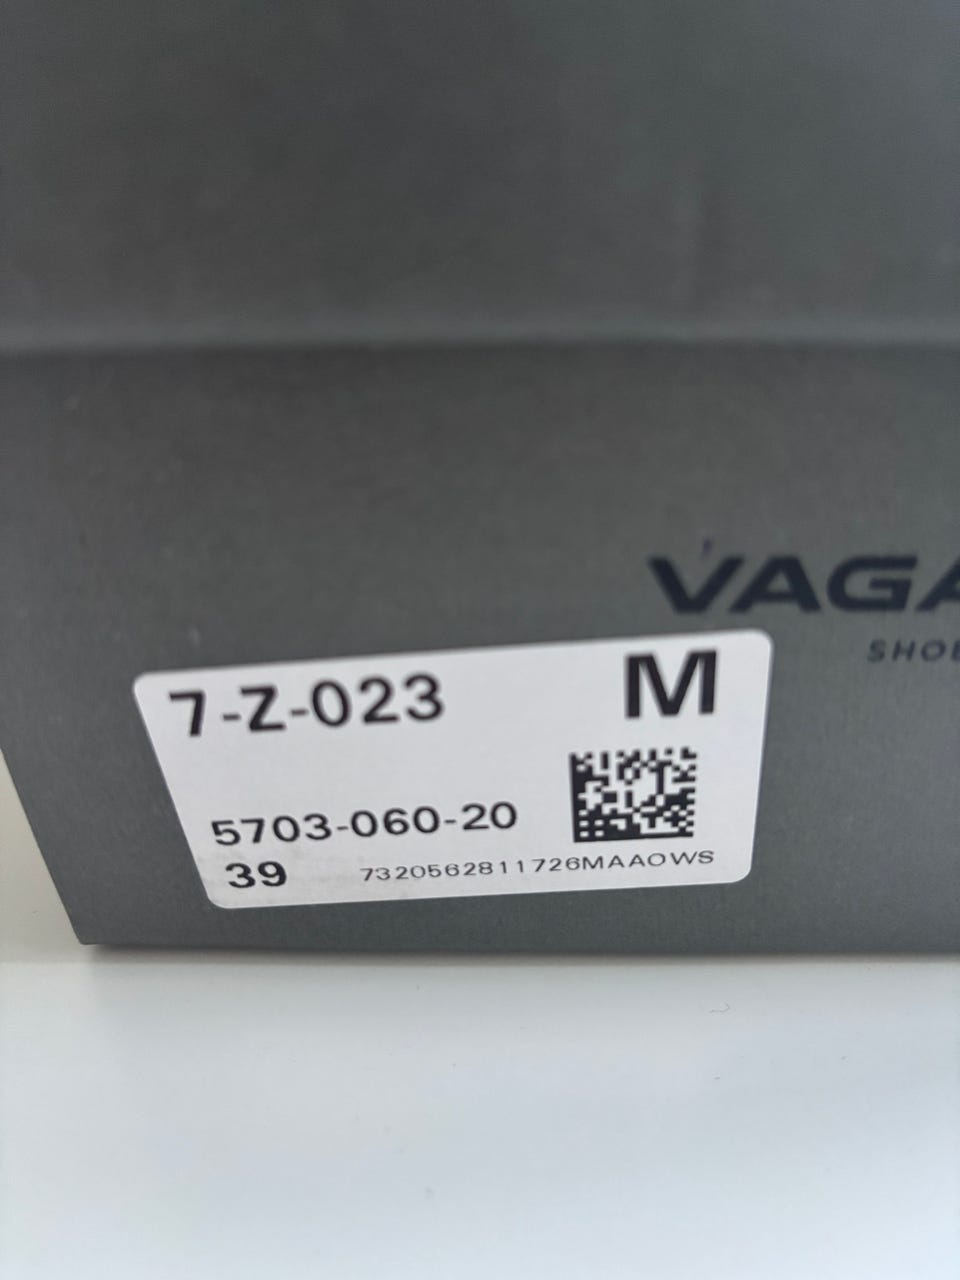 VAGA
SHOE
7-Z-023 M
5703-060-20
39 7320562811726MAAOWS